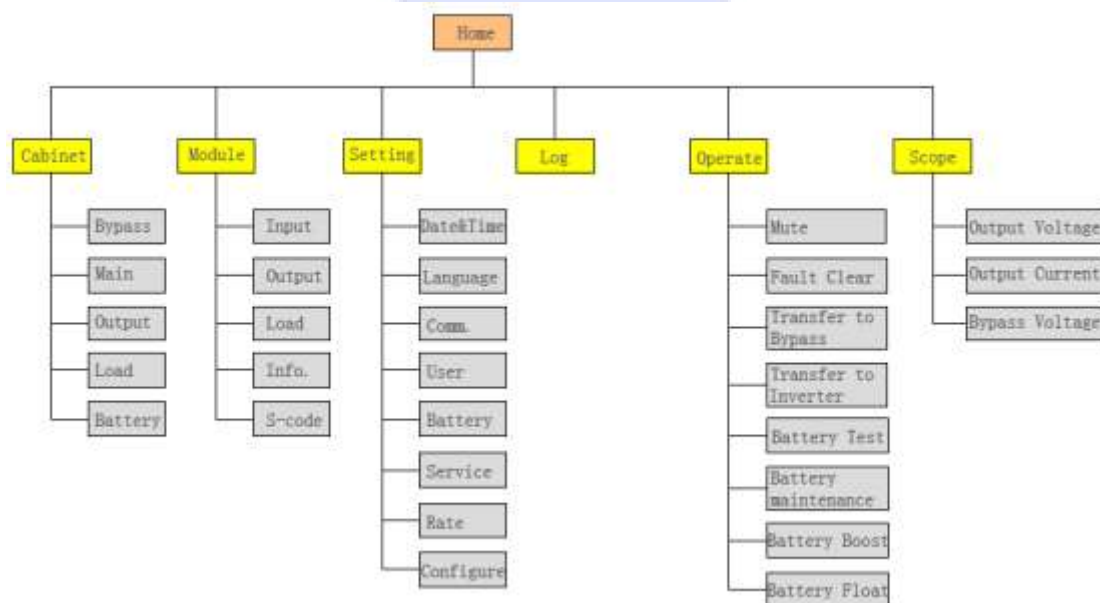 Home
Cabinet
Module
Setting
Log
Operate
Scope
Bypass
Main
Output
Load
Battery
Input
Output
Load
Info.
S-code
Date&Time
Language
Comm.
User
Battery
Service
Rate
Configure
Mute
Fault Clear
Transfer to
Bypass
Transfer to
Inverter
Battery Test
Battery
maintenance
Battery Boost
Battery Float
Output Voltage
Output Current
Bypass Voltage